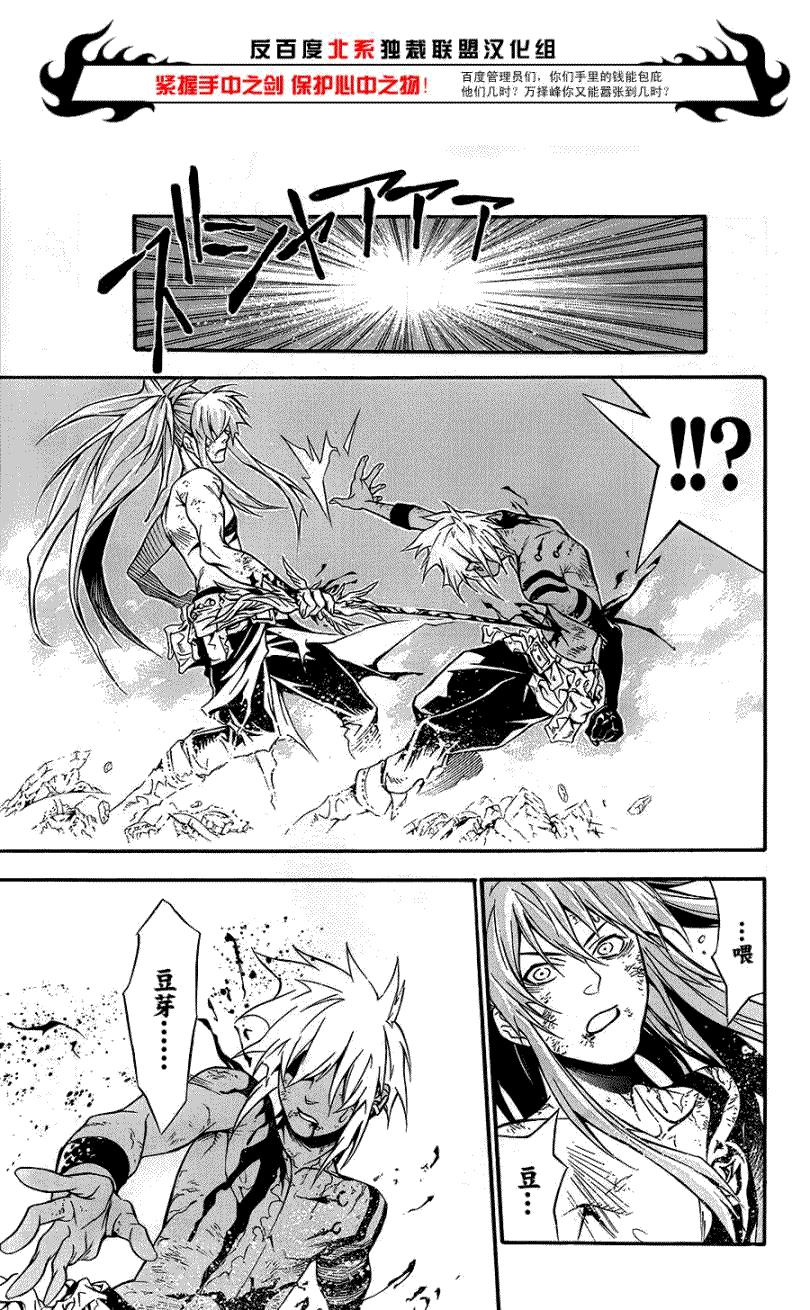 反百度北系独裁联盟汉化组
紧握手中之剑 保护心中之物!
百度管理员们,你们手里的钱能包庇
他们几时?万择峰你又能嚣张到几时?
ズシャアアア
!!?
…喂
豆…
豆芽……